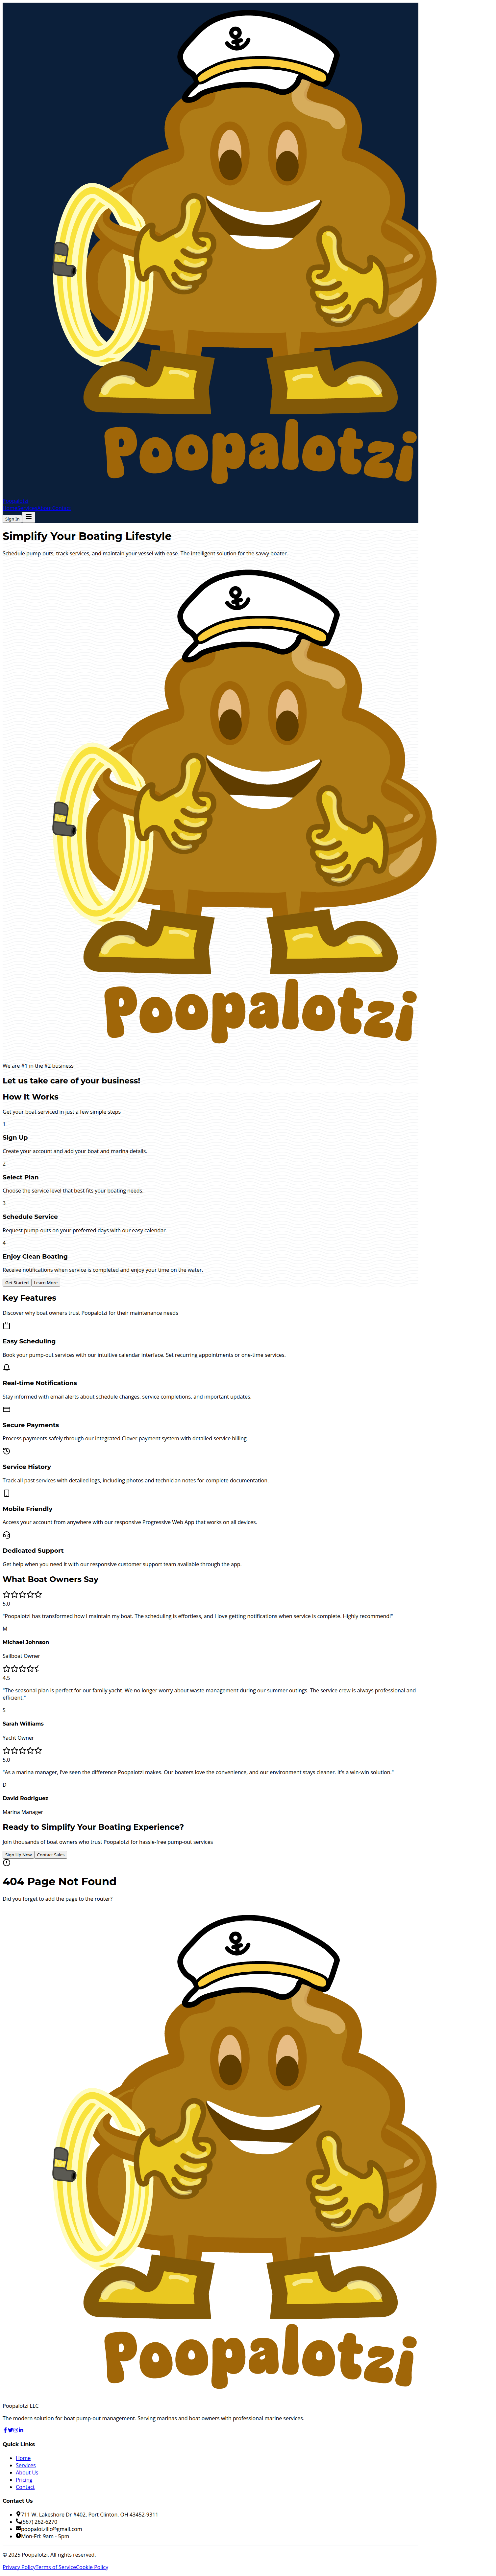 Poopalotzi
Sign In
Simplify Your Boating Lifestyle
Schedule pump-outs, track services, and maintain your vessel with ease. The intelligent solution for the savvy boater.
Poopalotzi
We are #1 in the #2 business
Let us take care of your business!
How It Works
Get your boat serviced in just a few simple steps
1
Sign Up
Create your account and add your boat and marina details.
2
Select Plan
Choose the service level that best fits your boating needs.
3
Schedule Service
Request pump-outs on your preferred days with our easy calendar.
4
Enjoy Clean Boating
Receive notifications when service is completed and enjoy your time on the water.
Get Started Learn More
Key Features
Discover why boat owners trust Poopalotzi for their maintenance needs
Easy Scheduling
Book your pump-out services with our intuitive calendar interface. Set recurring appointments or one-time services.
Real-time Notifications
Stay informed with email alerts about schedule changes, service completions, and important updates.
Secure Payments
Process payments safely through our integrated Clover payment system with detailed service billing.
Service History
Track all past services with detailed logs, including photos and technician notes for complete documentation.
Mobile Friendly
Access your account from anywhere with our responsive Progressive Web App that works on all devices.
Dedicated Support
Get help when you need it with our responsive customer support team available through the app.
What Boat Owners Say
5.0
"Poopalotzi has transformed how I maintain my boat. The scheduling is effortless, and I love getting notifications when service is complete. Highly recommend!"
M
Michael Johnson
Sailboat Owner
4.5
"The seasonal plan is perfect for our family yacht. We no longer worry about waste management during our summer outings. The service crew is always professional and
efficient."
S
Sarah Williams
Yacht Owner
5.0
"As a marina manager, I've seen the difference Poopalotzi makes. Our boaters love the convenience, and our environment stays cleaner. It's a win-win solution."
D
David Rodriguez
Marina Manager
Ready to Simplify Your Boating Experience?
Join thousands of boat owners who trust Poopalotzi for hassle-free pump-out services
Sign Up Now Contact Sales
404 Page Not Found
Did you forget to add the page to the router?
Poopalotzi
Poopalotzi LLC
The modern solution for boat pump-out management. Serving marinas and boat owners with professional marine services.
Quick Links
Home
Services
About Us
Pricing
Contact
Contact Us
711 W. Lakeshore Dr #402, Port Clinton, OH 43452-9311
(567) 262-6270
poopalotzillc@gmail.com
Mon-Fri: 9am - 5pm
© 2025 Poopalotzi. All rights reserved.
Privacy PolicyTerms of ServiceCookie Policy